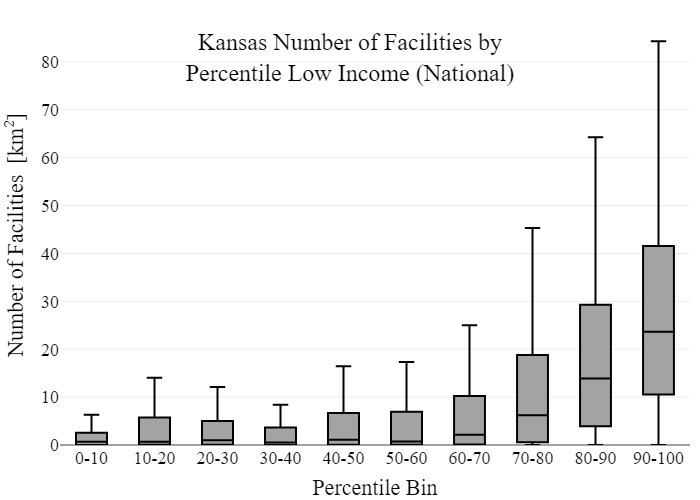 Kansas Number of Facilities by
Percentile Low Income (National)
Number of Facilities [km²]
80
70
60
50
40
30
20
10
0
0-10 10-20 20-30 30-40 40-50 50-60 60-70 70-80 80-90 90-100
Percentile Bin